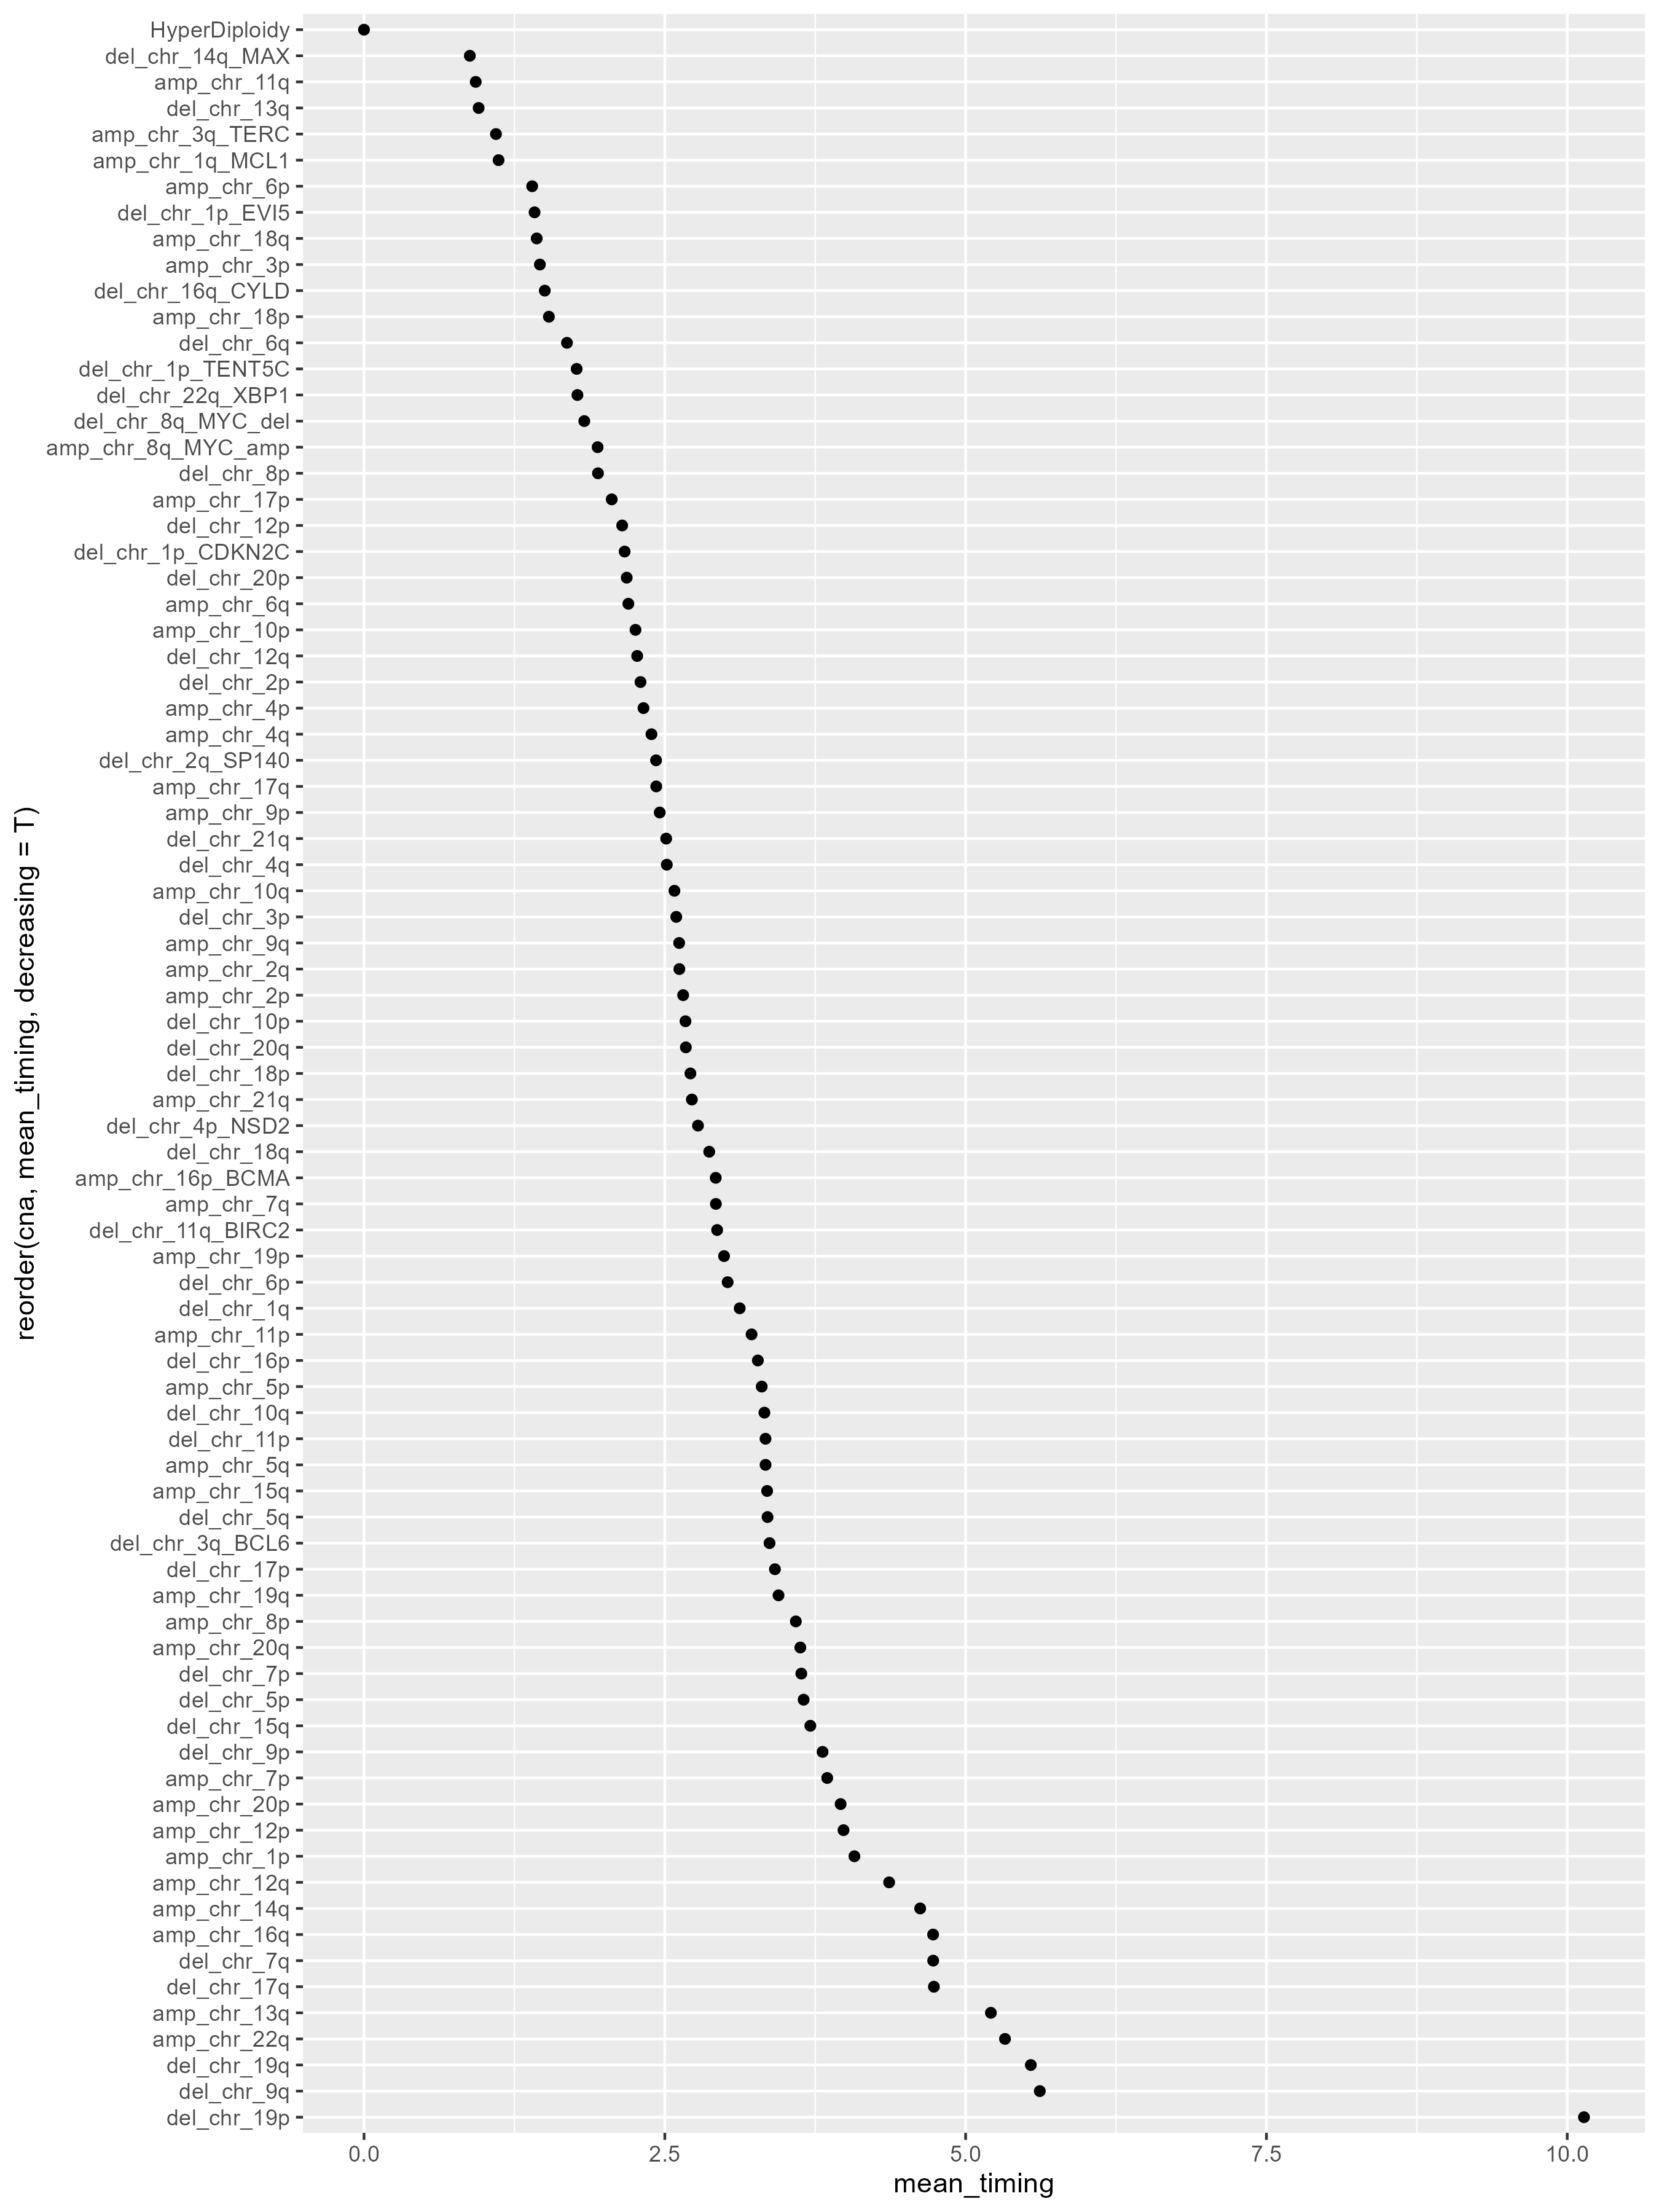 HyperDiploidy
del_chr_14q_MAX
amp_chr_11q
del_chr_13q
amp_chr_3q_TERC
amp_chr_1q_MCL1
amp_chr_6p
del_chr_1p_EVI5
amp_chr_18q
amp_chr_3p
del_chr_16q_CYLD
amp_chr_18p
del_chr_6q
del_chr_1p_TENT5C
del_chr_22q_XBP1
del_chr_8q_MYC_del
amp_chr_8q_MYC_amp
del_chr_8p
amp_chr_17p
del_chr_12p
del_chr_1p_CDKN2C
del_chr_20p
amp_chr_6q
amp_chr_10p
del_chr_12q
del_chr_2p
amp_chr_4p
amp_chr_4q
del_chr_2q_SP140
amp_chr_17q
amp_chr_9p
del_chr_21q
del_chr_4q
amp_chr_10q
del_chr_3p
amp_chr_9q
amp_chr_2q
amp_chr_2p
del_chr_10p
del_chr_20q
del_chr_18p
amp_chr_21q
del_chr_4p_NSD2
del_chr_18q
amp_chr_16p_BCMA
amp_chr_7q
del_chr_11q_BIRC2
amp_chr_19p
del_chr_6p
del_chr_1q
amp_chr_11p
del_chr_16p
amp_chr_5p
del_chr_10q
del_chr_11p
amp_chr_5q
amp_chr_15q
del_chr_5q
del_chr_3q_BCL6
del_chr_17p
amp_chr_19q
amp_chr_8p
amp_chr_20q
del_chr_7p
del_chr_5p
del_chr_15q
del_chr_9p
amp_chr_7p
amp_chr_20p
amp_chr_12p
amp_chr_1p
amp_chr_12q
amp_chr_14q
amp_chr_16q
del_chr_7q
del_chr_17q
amp_chr_13q
amp_chr_22q
del_chr_19q
del_chr_9q
del_chr_19p
reorder(cna, mean_timing, decreasing = T)
0.0 2.5 5.0 7.5 10.0
mean_timing